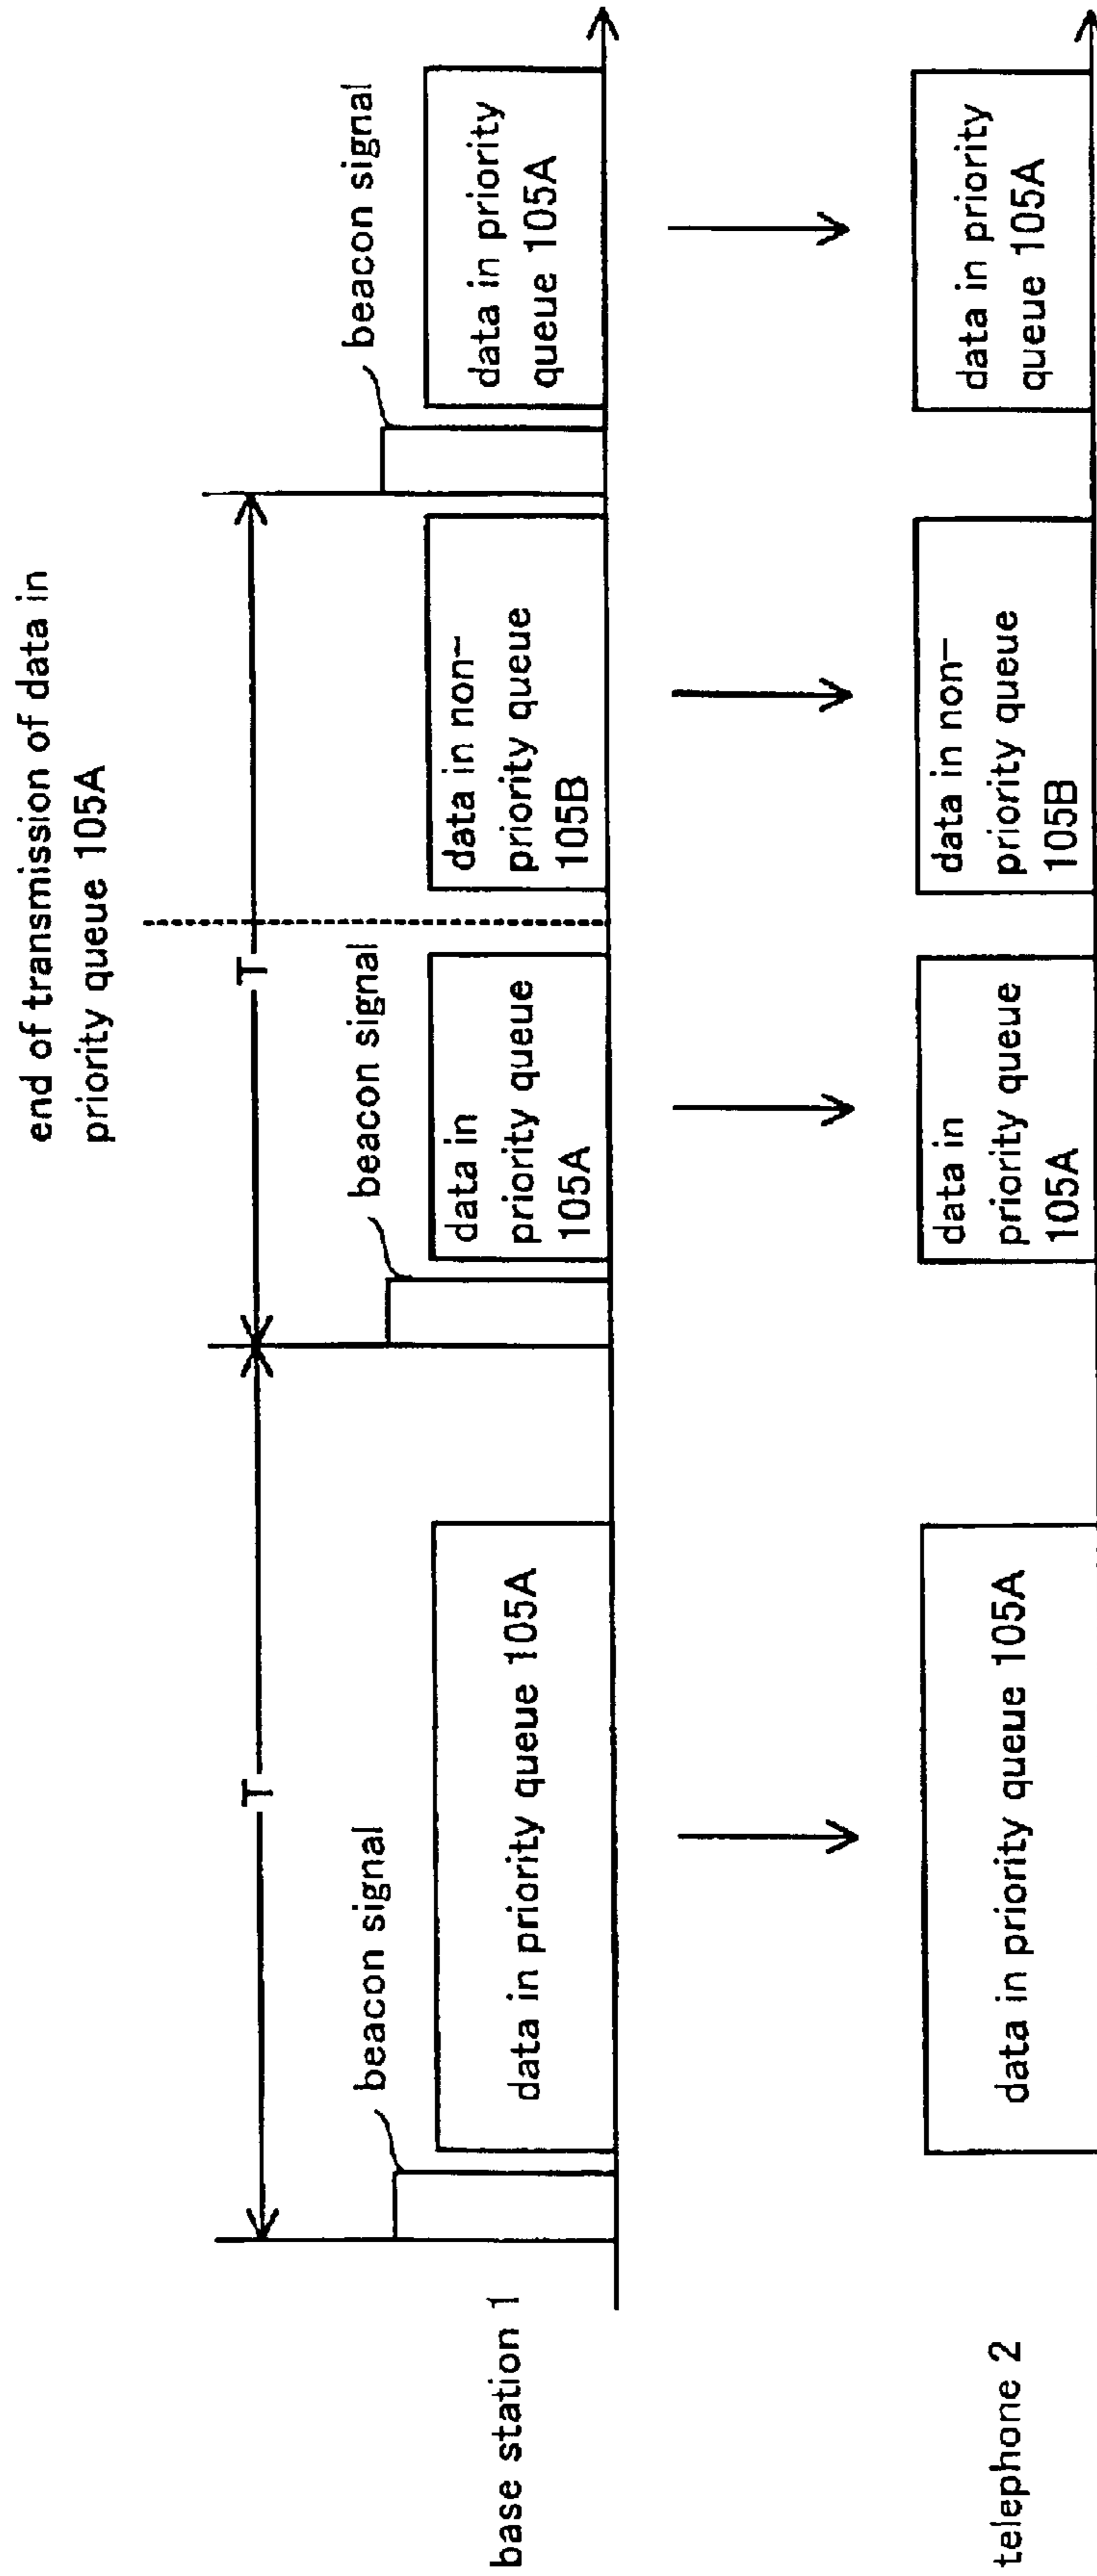 end of transmission of data in
priority queue 105A
T
T
beacon signal
beacon signal
beacon signal
base station 1
data in priority queue 105A
data in
priority queue
105A
data in non-
priority queue
105B
data in priority
queue 105A
telephone 2
data in priority queue 105A
data in
priority queue
105A
data in non-
priority queue
105B
data in priority
queue 105A